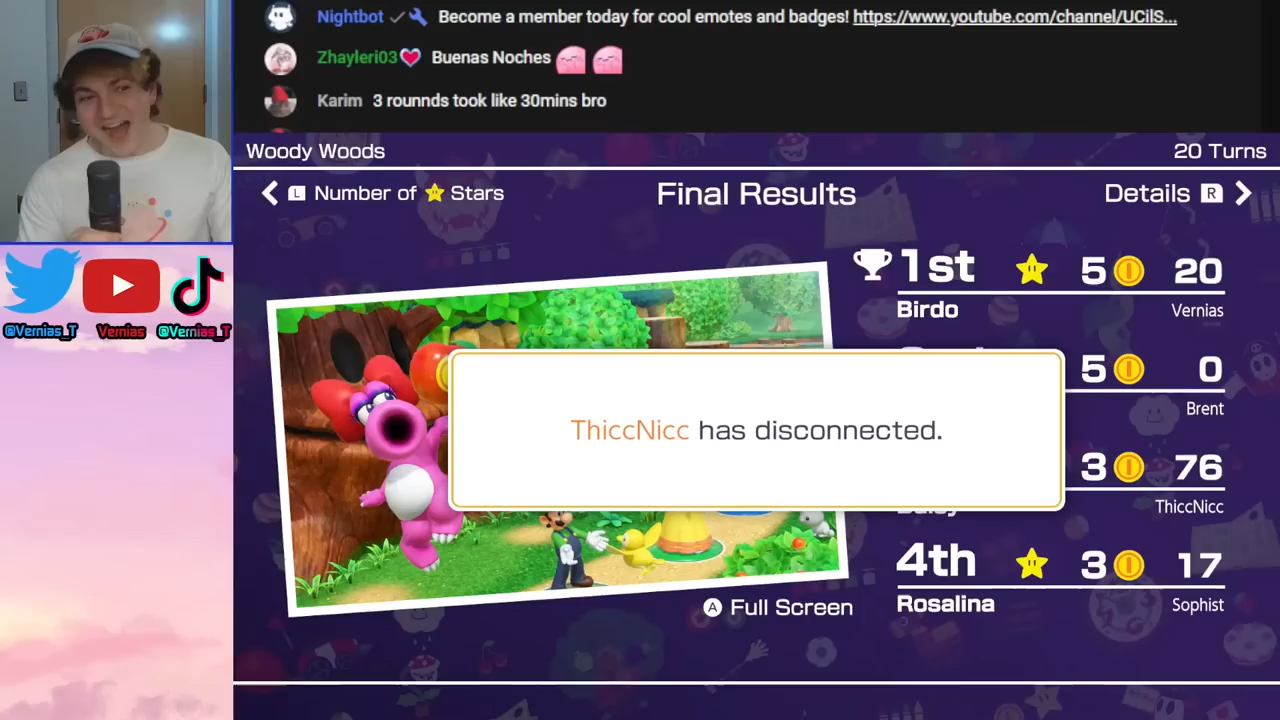 Nightbot Become a member today for cool emotes and badges! https://www.youtube.com/channel/UCilS...
Zhayleri03 Buenas Noches
Karim 3 rounnds took like 30mins bro
Woody Woods
20 Turns
L Number of Stars
Final Results
Details R
1st 5 20
Birdo Vernias
5 0
Brent
3 76
ThiccNicc
4th 3 17
Rosalina Sophist
ThiccNicc has disconnected.
A Full Screen
@Vernias_T Vernias @Vernias_T